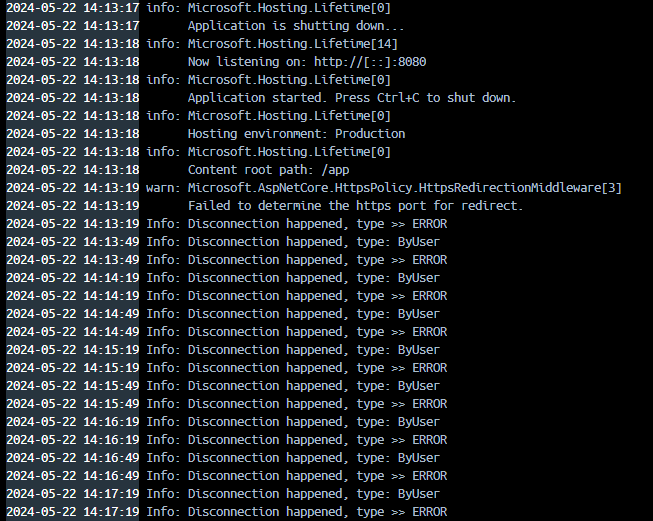 2024-05-22 14:13:17 info: Microsoft.Hosting.Lifetime[0]
2024-05-22 14:13:17 Application is shutting down...
2024-05-22 14:13:18 info: Microsoft.Hosting.Lifetime[14]
2024-05-22 14:13:18 Now listening on: http://[::]:8080
2024-05-22 14:13:18 info: Microsoft.Hosting.Lifetime[0]
2024-05-22 14:13:18 Application started. Press Ctrl+C to shut down.
2024-05-22 14:13:18 info: Microsoft.Hosting.Lifetime[0]
2024-05-22 14:13:18 Hosting environment: Production
2024-05-22 14:13:18 info: Microsoft.Hosting.Lifetime[0]
2024-05-22 14:13:18 Content root path: /app
2024-05-22 14:13:19 warn: Microsoft.AspNetCore.HttpsPolicy.HttpsRedirectionMiddleware[3]
2024-05-22 14:13:19 Failed to determine the https port for redirect.
2024-05-22 14:13:19 Info: Disconnection happened, type >> ERROR
2024-05-22 14:13:49 Info: Disconnection happened, type: ByUser
2024-05-22 14:13:49 Info: Disconnection happened, type >> ERROR
2024-05-22 14:14:19 Info: Disconnection happened, type: ByUser
2024-05-22 14:14:19 Info: Disconnection happened, type >> ERROR
2024-05-22 14:14:49 Info: Disconnection happened, type: ByUser
2024-05-22 14:14:49 Info: Disconnection happened, type >> ERROR
2024-05-22 14:15:19 Info: Disconnection happened, type: ByUser
2024-05-22 14:15:19 Info: Disconnection happened, type >> ERROR
2024-05-22 14:15:49 Info: Disconnection happened, type: ByUser
2024-05-22 14:15:49 Info: Disconnection happened, type >> ERROR
2024-05-22 14:16:19 Info: Disconnection happened, type: ByUser
2024-05-22 14:16:19 Info: Disconnection happened, type >> ERROR
2024-05-22 14:16:49 Info: Disconnection happened, type: ByUser
2024-05-22 14:16:49 Info: Disconnection happened, type >> ERROR
2024-05-22 14:17:19 Info: Disconnection happened, type: ByUser
2024-05-22 14:17:19 Info: Disconnection happened, type >> ERROR